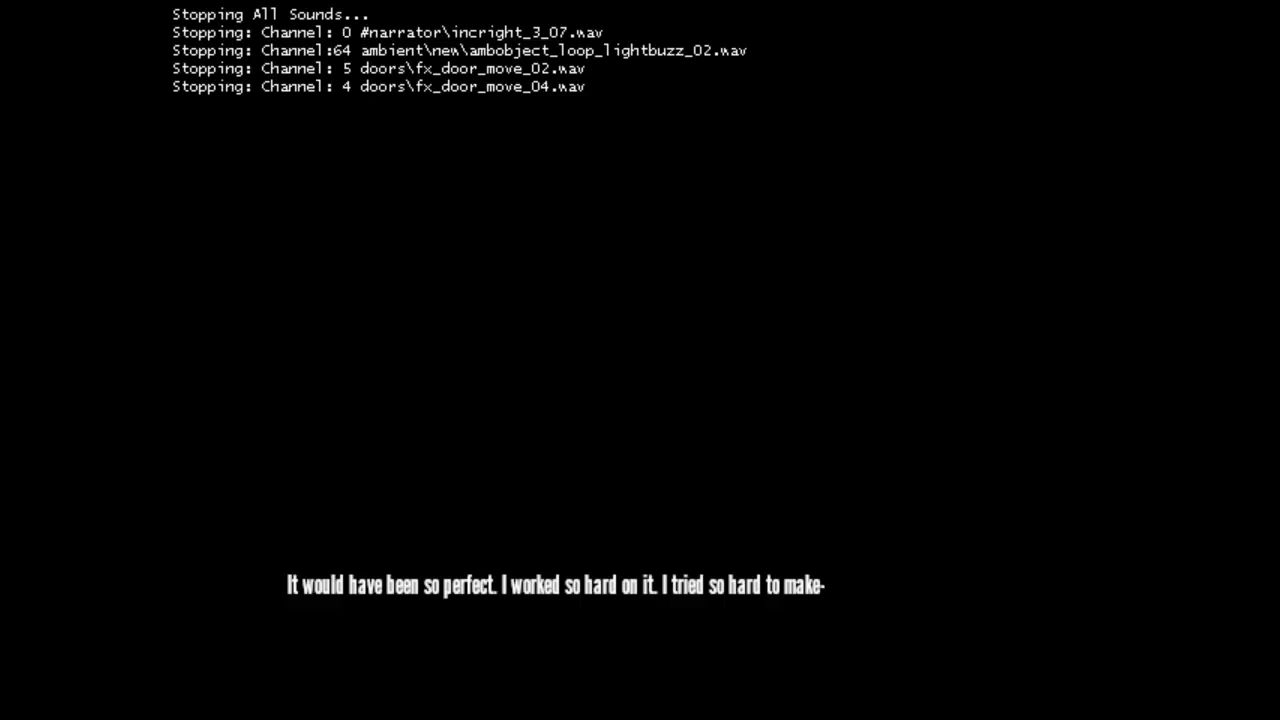 Stopping All Sounds...
Stopping: Channel: 0 #narrator\incright_3_07.wav
Stopping: Channel:64 ambient\new\ambobject_loop_lightbuzz_02.wav
Stopping: Channel: 5 doors\fx_door_move_02.wav
Stopping: Channel: 4 doors\fx_door_move_04.wav
It would have been so perfect. I worked so hard on it. I tried so hard to make-